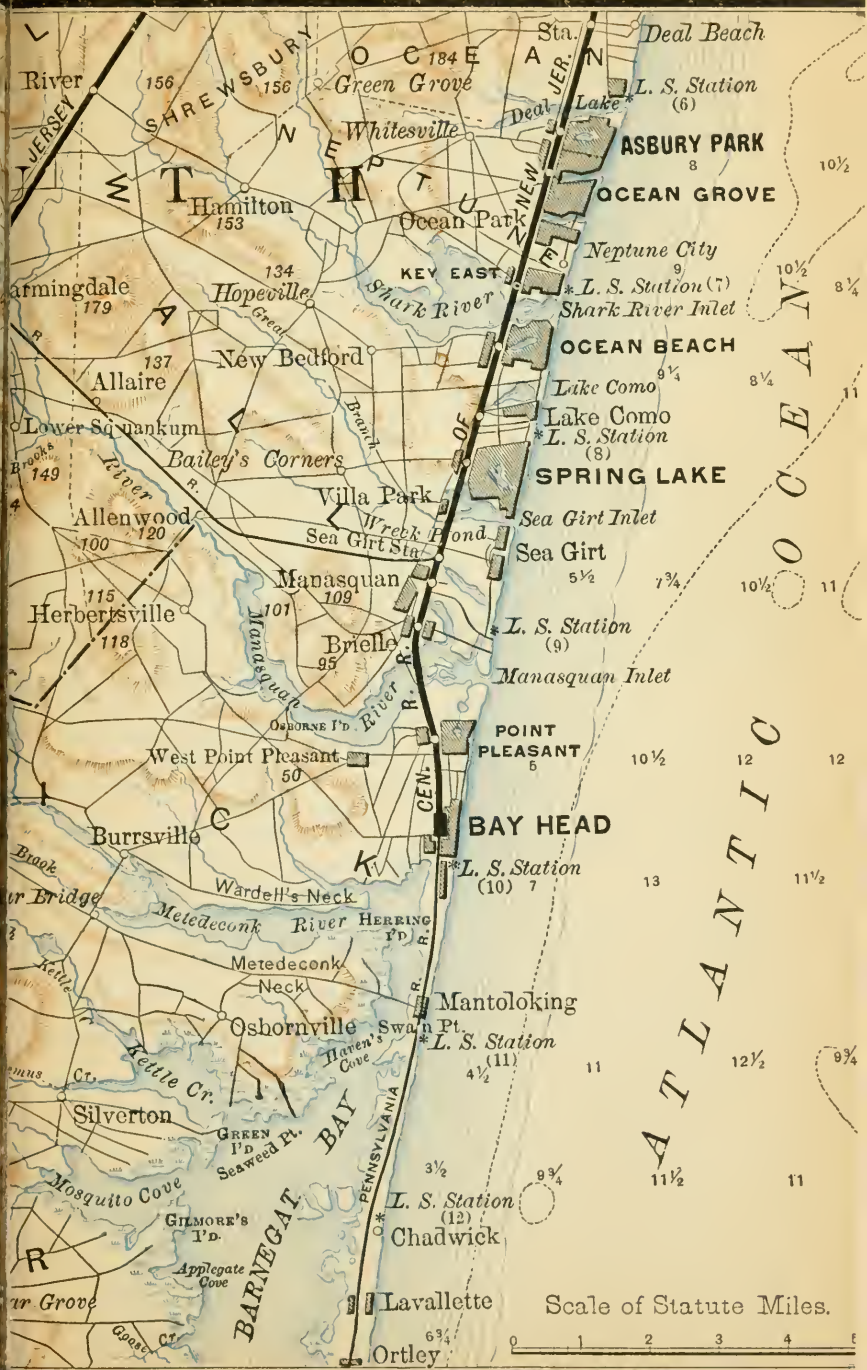 L
Sta.
Deal Beach
River
156
SHREWSBURY
156
OCEAN
184
Green Grove
NEW JER.
L. S. Station
(6)
JERSEY
Whitesville
Deal Lake
ASBURY PARK
8
10½
NEPTUNE
W
T
H
Hamilton
153
OCEAN GROVE
Ocean Park
Neptune City
9
10½
134
KEY EAST
L. S. Station (7)
8¼
armingdale
179
Hopeville
Great
Shark River
Shark River Inlet
A
R
137
New Bedford
OCEAN BEACH
Allaire
Lake Como
9¼
8¼
11
L
Branch
OF
Lake Como
L. S. Station
(8)
Lower Squankum
Brooks
149
4
River
R.
Bailey's Corners
SPRING LAKE
Villa Park
L
Allenwood
120
100
Wreck Pond
Sea Girt Inlet
Sea Girt Sta.
Sea Girt
5½
7¾
10½
11
Manasquan
109
115
Herbertsville
118
101
Brielle
95
L. S. Station
(9)
Manasquan River
R. R.
Manasquan Inlet
OSBORNE I'D
POINT
PLEASANT
5
West Point Pleasant
50
10½
12
12
CEN.
I
C
K
Burrsville
BAY HEAD
Brook
L. S. Station
(10)
7
13
11½
ur Bridge
Wardell's Neck
Metedeconk River
HERRING
I'D
R.
Metedeconk
Neck
R.
Kettle
Mantoloking
Osbornville
Swan Pt.
Haven's
Cove
L. S. Station
(11)
4½
11
12½
9¾
Kettle Cr.
Cr.
Silverton
GREEN
I'D
Seaweed Pt.
PENNSYLVANIA
3½
9¾
11½
11
Mosquito Cove
L. S. Station
(12)
GILMORE'S
I'D.
Chadwick
R
Applegate
Cove
BARNEGAT BAY
ar Grove
Lavallette
Goose Cr.
6¾
Ortley
ATLANTIC OCEAN
Scale of Statute Miles.
0 1 2 3 4